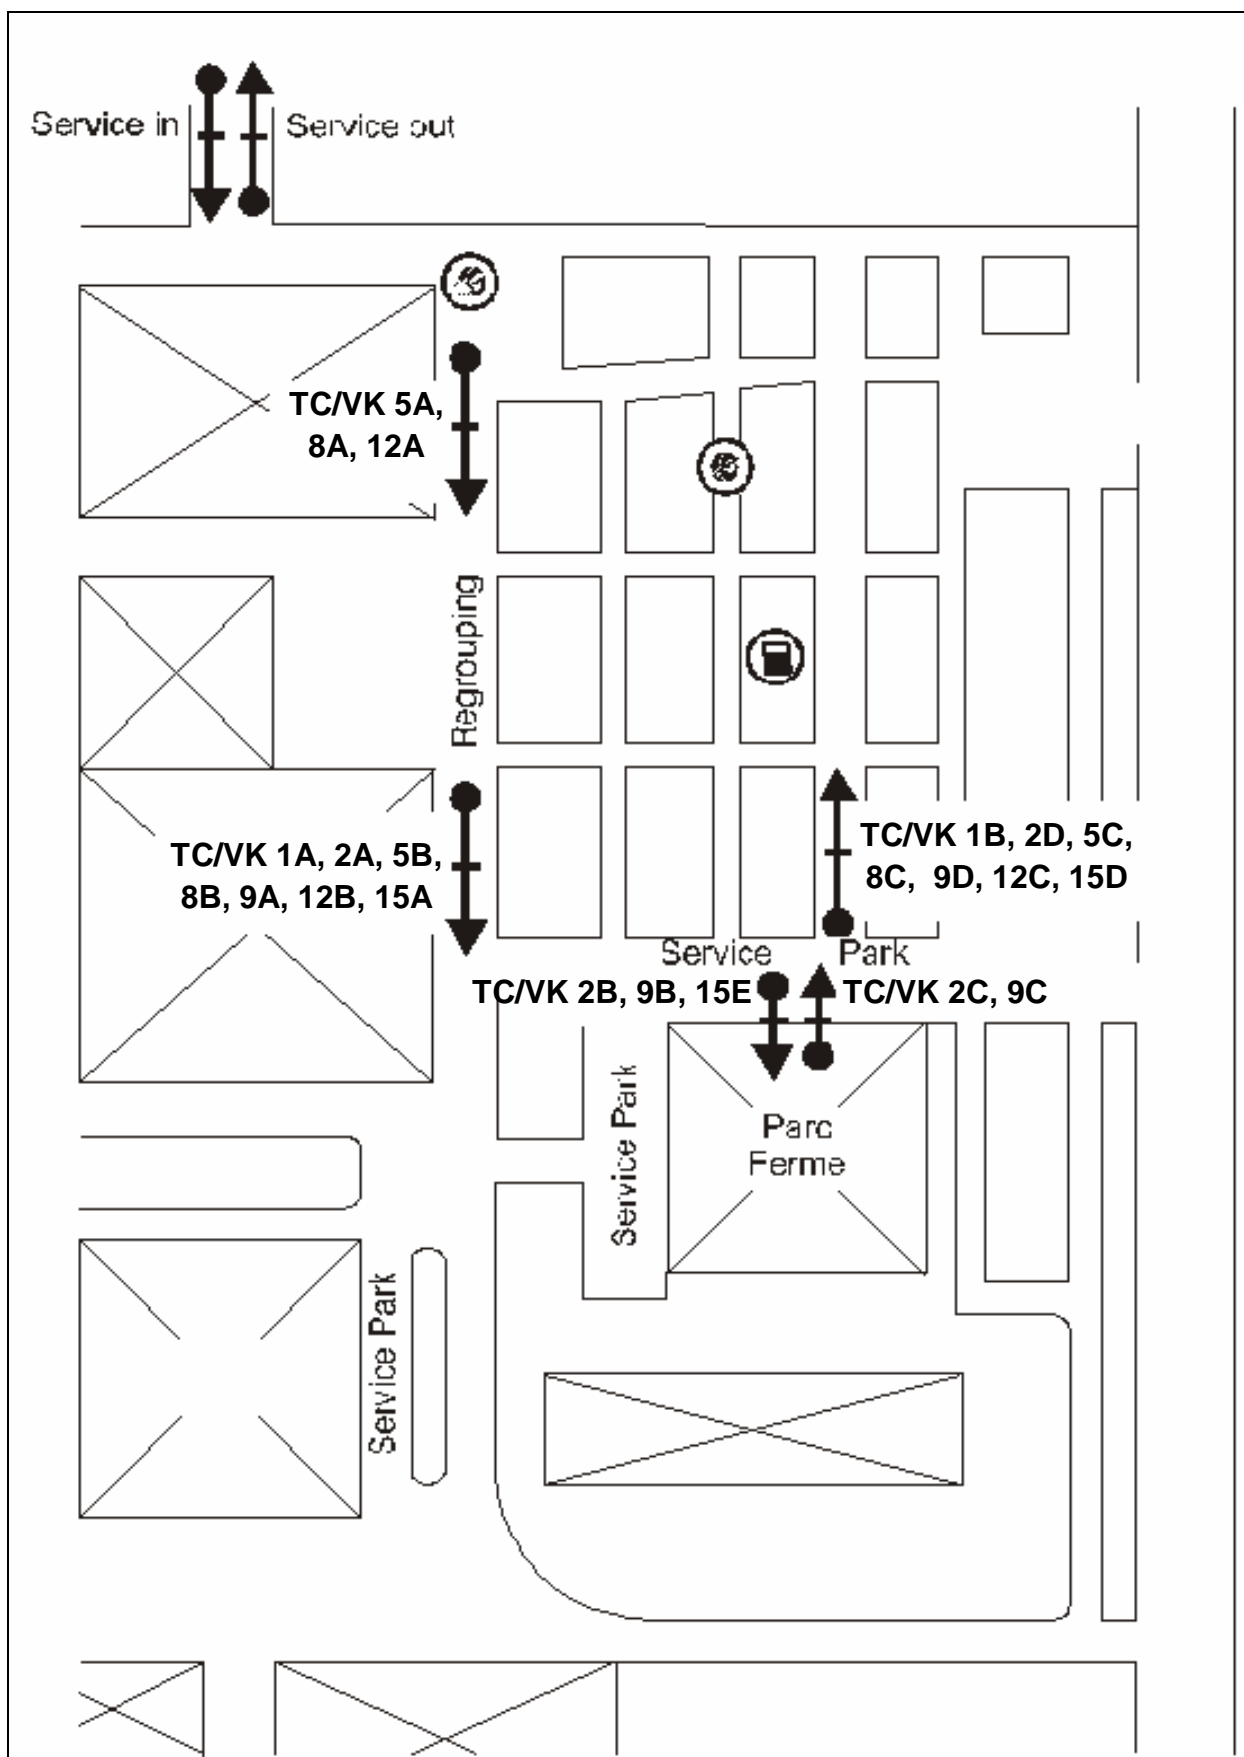 Service in
Service out
TC/VK 5A,
8A, 12A
Regrouping
TC/VK 1A, 2A, 5B,
8B, 9A, 12B, 15A
TC/VK 1B, 2D, 5C,
8C, 9D, 12C, 15D
Service Park
TC/VK 2B, 9B, 15E
TC/VK 2C, 9C
Service Park
Parc
Ferme
Service Park